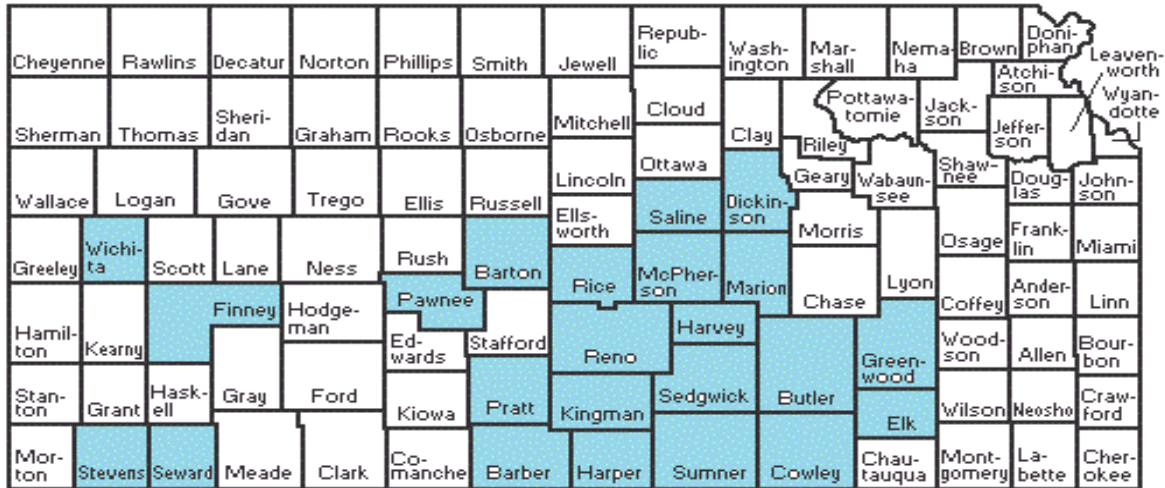 Cheyenne
Rawlins
Decatur
Norton
Phillips
Smith
Jewell
Repub-
lic
Wash-
ington
Mar-
shall
Nema-
ha
Brown
Doni-
phan
Leaven-
worth
Atchi-
son
Wyan-
dotte
Sherman
Thomas
Sheri-
dan
Graham
Rooks
Osborne
Mitchell
Cloud
Clay
Riley
Pottawa-
tomie
Jack-
son
Jeffer-
son
Wallace
Logan
Gove
Trego
Ellis
Russell
Lincoln
Ottawa
Dickin-
son
Geary
Wabaun-
see
Shaw-
nee
Doug-
las
John-
son
Greeley
Wichi-
ta
Scott
Lane
Ness
Rush
Barton
Ells-
worth
Saline
Rice
McPher-
son
Marion
Morris
Chase
Lyon
Osage
Frank-
lin
Miami
Hamil-
ton
Kearny
Finney
Hodge-
man
Pawnee
Ed-
wards
Stafford
Reno
Harvey
Butler
Green-
wood
Coffey
Ander-
son
Linn
Wood-
son
Allen
Bour-
bon
Stan-
ton
Grant
Hask-
ell
Gray
Ford
Kiowa
Pratt
Kingman
Sedgwick
Elk
Wilson
Neosho
Craw-
ford
Mor-
ton
Stevens
Seward
Meade
Clark
Co-
manche
Barber
Harper
Sumner
Cowley
Chau-
tauqua
Mont-
gomery
La-
bette
Cher-
okee